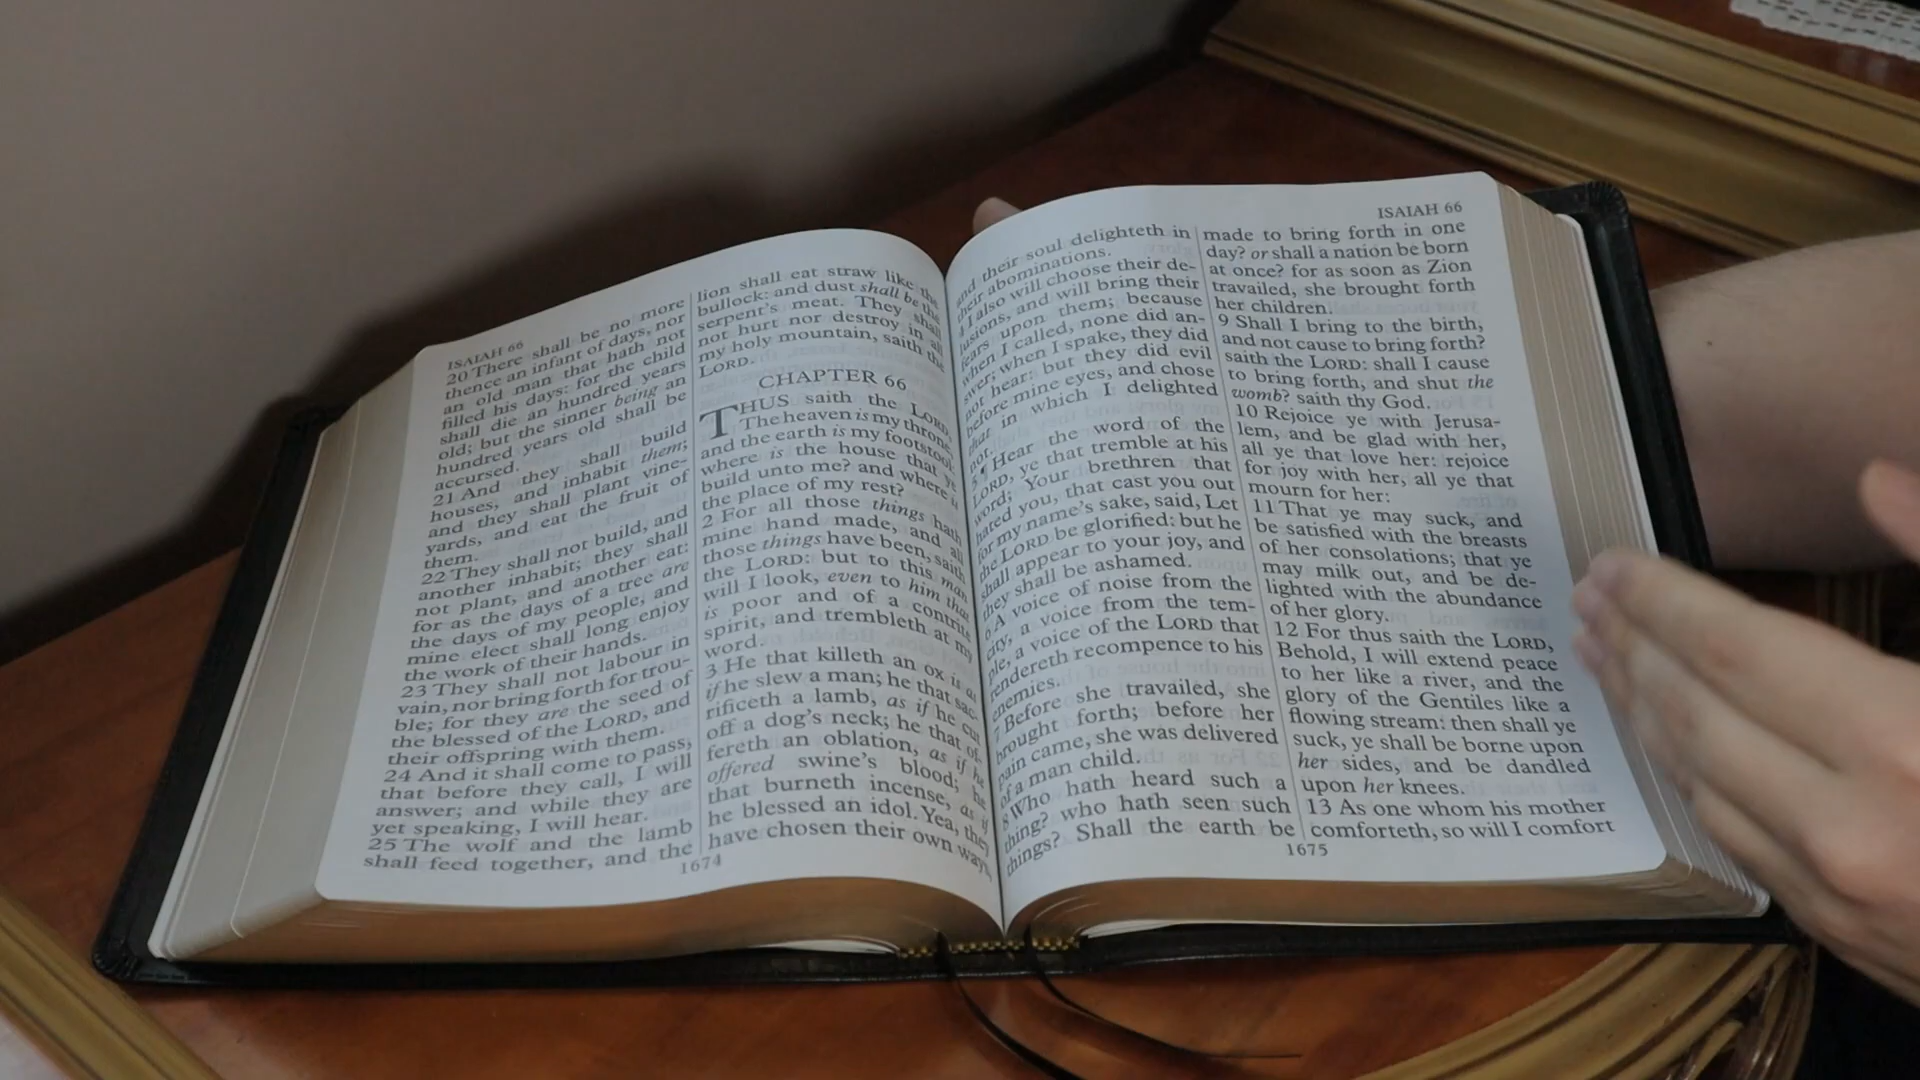 ISAIAH 66
20 There shall be no more
thence an infant of days, nor
an old man that hath not
filled his days: for the child
shall die an hundred years
old; but the sinner being an
hundred years old shall be
accursed.
21 And they shall build
houses, and inhabit them;
and they shall plant vine-
yards, and eat the fruit of
them.
22 They shall not build, and
another inhabit; they shall
not plant, and another eat:
for as the days of a tree are
the days of my people, and
mine elect shall long enjoy
the work of their hands.
23 They shall not labour in
vain, nor bring forth for trou-
ble; for they are the seed of
the blessed of the LORD, and
their offspring with them.
24 And it shall come to pass,
that before they call, I will
answer; and while they are
yet speaking, I will hear.
25 The wolf and the lamb
shall feed together, and the
lion shall eat straw like the
bullock: and dust shall be the
serpent's meat. They shall
not hurt nor destroy in all
my holy mountain, saith the
LORD.
CHAPTER 66
THUS saith the LORD,
The heaven is my throne,
and the earth is my footstool:
where is the house that ye
build unto me? and where is
the place of my rest?
2 For all those things hath
mine hand made, and all
those things have been, saith
the LORD: but to this man
will I look, even to him that
is poor and of a contrite
spirit, and trembleth at my
word.
3 He that killeth an ox is as
if he slew a man; he that sac-
rificeth a lamb, as if he cut
off a dog's neck; he that of-
fereth an oblation, as if he
offered swine's blood; he
that burneth incense, as if
he blessed an idol. Yea, they
have chosen their own ways,
1674
ISAIAH 66
and their soul delighteth in
their abominations.
4 I also will choose their de-
lusions, and will bring their
fears upon them; because
when I called, none did an-
swer; when I spake, they did
not hear: but they did evil
before mine eyes, and chose
that in which I delighted
not.
5 ¶ Hear the word of the
LORD, ye that tremble at his
word; Your brethren that
hated you, that cast you out
for my name's sake, said, Let
the LORD be glorified: but he
shall appear to your joy, and
they shall be ashamed.
6 A voice of noise from the
city, a voice from the tem-
ple, a voice of the LORD that
rendereth recompence to his
enemies.
7 Before she travailed, she
brought forth; before her
pain came, she was delivered
of a man child.
8 Who hath heard such a
thing? who hath seen such
things? Shall the earth be
made to bring forth in one
day? or shall a nation be born
at once? for as soon as Zion
travailed, she brought forth
her children.
9 Shall I bring to the birth,
and not cause to bring forth?
saith the LORD: shall I cause
to bring forth, and shut the
womb? saith thy God.
10 Rejoice ye with Jerusa-
lem, and be glad with her,
all ye that love her: rejoice
for joy with her, all ye that
mourn for her:
11 That ye may suck, and
be satisfied with the breasts
of her consolations; that ye
may milk out, and be de-
lighted with the abundance
of her glory.
12 For thus saith the LORD,
Behold, I will extend peace
to her like a river, and the
glory of the Gentiles like a
flowing stream: then shall ye
suck, ye shall be borne upon
her sides, and be dandled
upon her knees.
13 As one whom his mother
comforteth, so will I comfort
1675